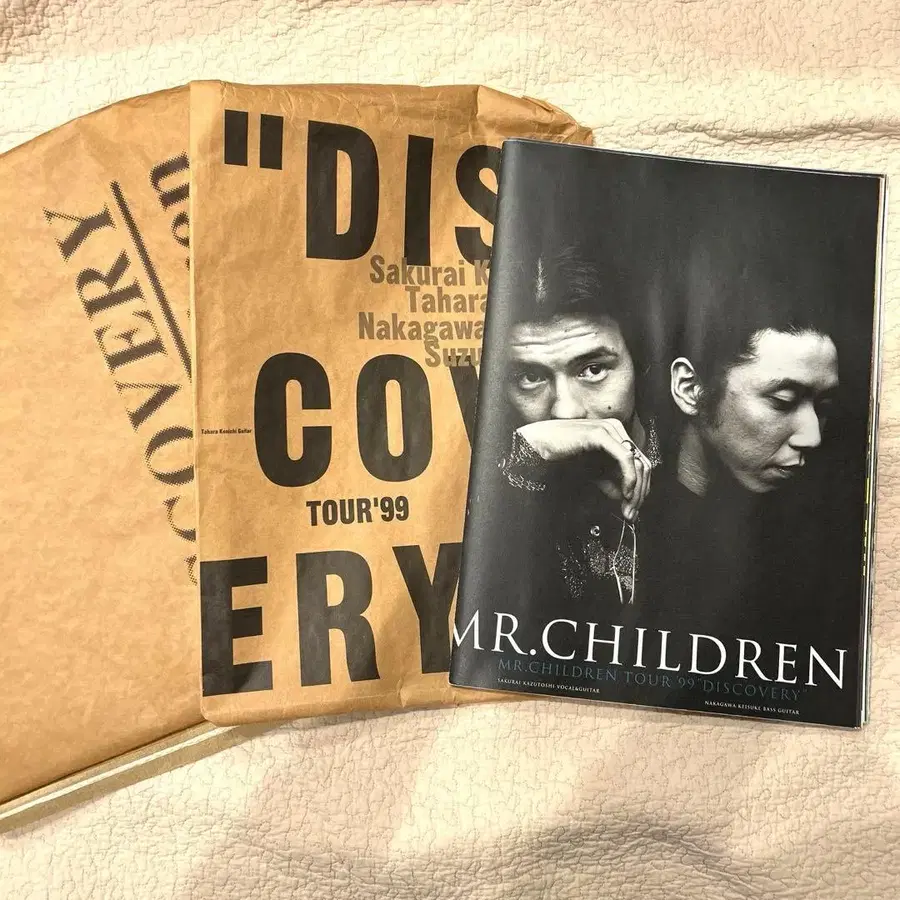 COVERY
en
"DIS
Sakurai K
Tahara
Nakagawa
Suzu
COV
Tahara Kenichi Guitar
TOUR'99
ERY
MR.CHILDREN
MR.CHILDREN TOUR '99 "DISCOVERY"
SAKURAI KAZUTOSHI VOCAL&GUITAR
NAKAGAWA KEISUKE BASS GUITAR